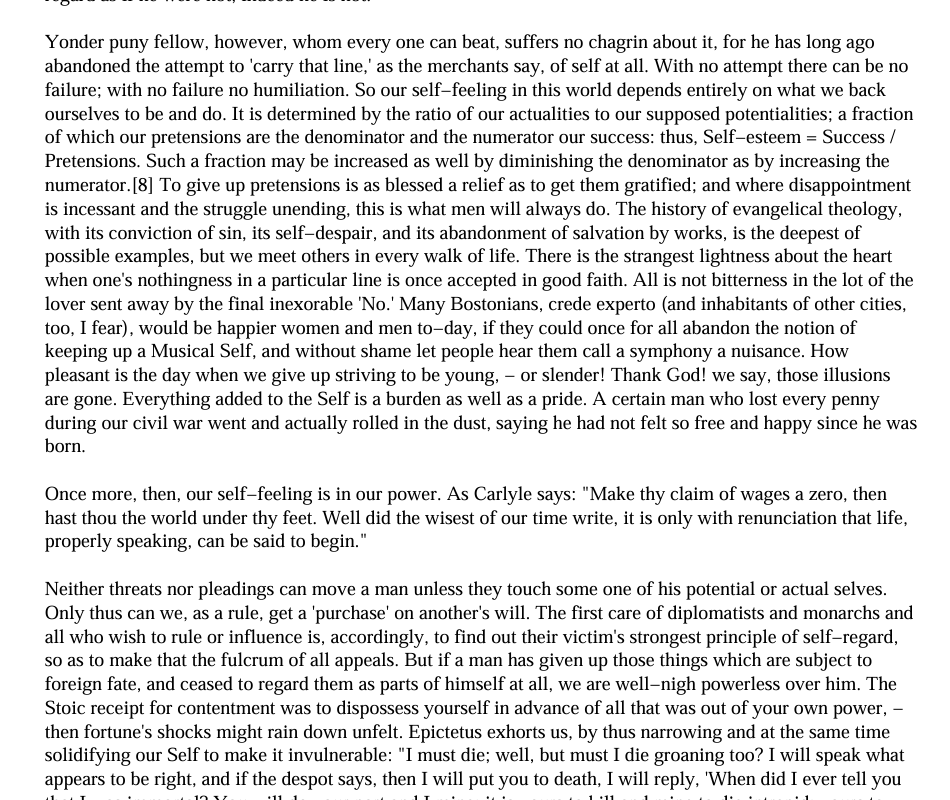 regard as if he were not, indeed he is not.
Yonder puny fellow, however, whom every one can beat, suffers no chagrin about it, for he has long ago
abandoned the attempt to 'carry that line,' as the merchants say, of self at all. With no attempt there can be no
failure; with no failure no humiliation. So our self–feeling in this world depends entirely on what we back
ourselves to be and do. It is determined by the ratio of our actualities to our supposed potentialities; a fraction
of which our pretensions are the denominator and the numerator our success: thus, Self–esteem = Success /
Pretensions. Such a fraction may be increased as well by diminishing the denominator as by increasing the
numerator.[8] To give up pretensions is as blessed a relief as to get them gratified; and where disappointment
is incessant and the struggle unending, this is what men will always do. The history of evangelical theology,
with its conviction of sin, its self–despair, and its abandonment of salvation by works, is the deepest of
possible examples, but we meet others in every walk of life. There is the strangest lightness about the heart
when one's nothingness in a particular line is once accepted in good faith. All is not bitterness in the lot of the
lover sent away by the final inexorable 'No.' Many Bostonians, crede experto (and inhabitants of other cities,
too, I fear), would be happier women and men to–day, if they could once for all abandon the notion of
keeping up a Musical Self, and without shame let people hear them call a symphony a nuisance. How
pleasant is the day when we give up striving to be young, – or slender! Thank God! we say, those illusions
are gone. Everything added to the Self is a burden as well as a pride. A certain man who lost every penny
during our civil war went and actually rolled in the dust, saying he had not felt so free and happy since he was
born.
Once more, then, our self–feeling is in our power. As Carlyle says: "Make thy claim of wages a zero, then
hast thou the world under thy feet. Well did the wisest of our time write, it is only with renunciation that life,
properly speaking, can be said to begin."
Neither threats nor pleadings can move a man unless they touch some one of his potential or actual selves.
Only thus can we, as a rule, get a 'purchase' on another's will. The first care of diplomatists and monarchs and
all who wish to rule or influence is, accordingly, to find out their victim's strongest principle of self–regard,
so as to make that the fulcrum of all appeals. But if a man has given up those things which are subject to
foreign fate, and ceased to regard them as parts of himself at all, we are well–nigh powerless over him. The
Stoic receipt for contentment was to dispossess yourself in advance of all that was out of your own power, –
then fortune's shocks might rain down unfelt. Epictetus exhorts us, by thus narrowing and at the same time
solidifying our Self to make it invulnerable: "I must die; well, but must I die groaning too? I will speak what
appears to be right, and if the despot says, then I will put you to death, I will reply, 'When did I ever tell you